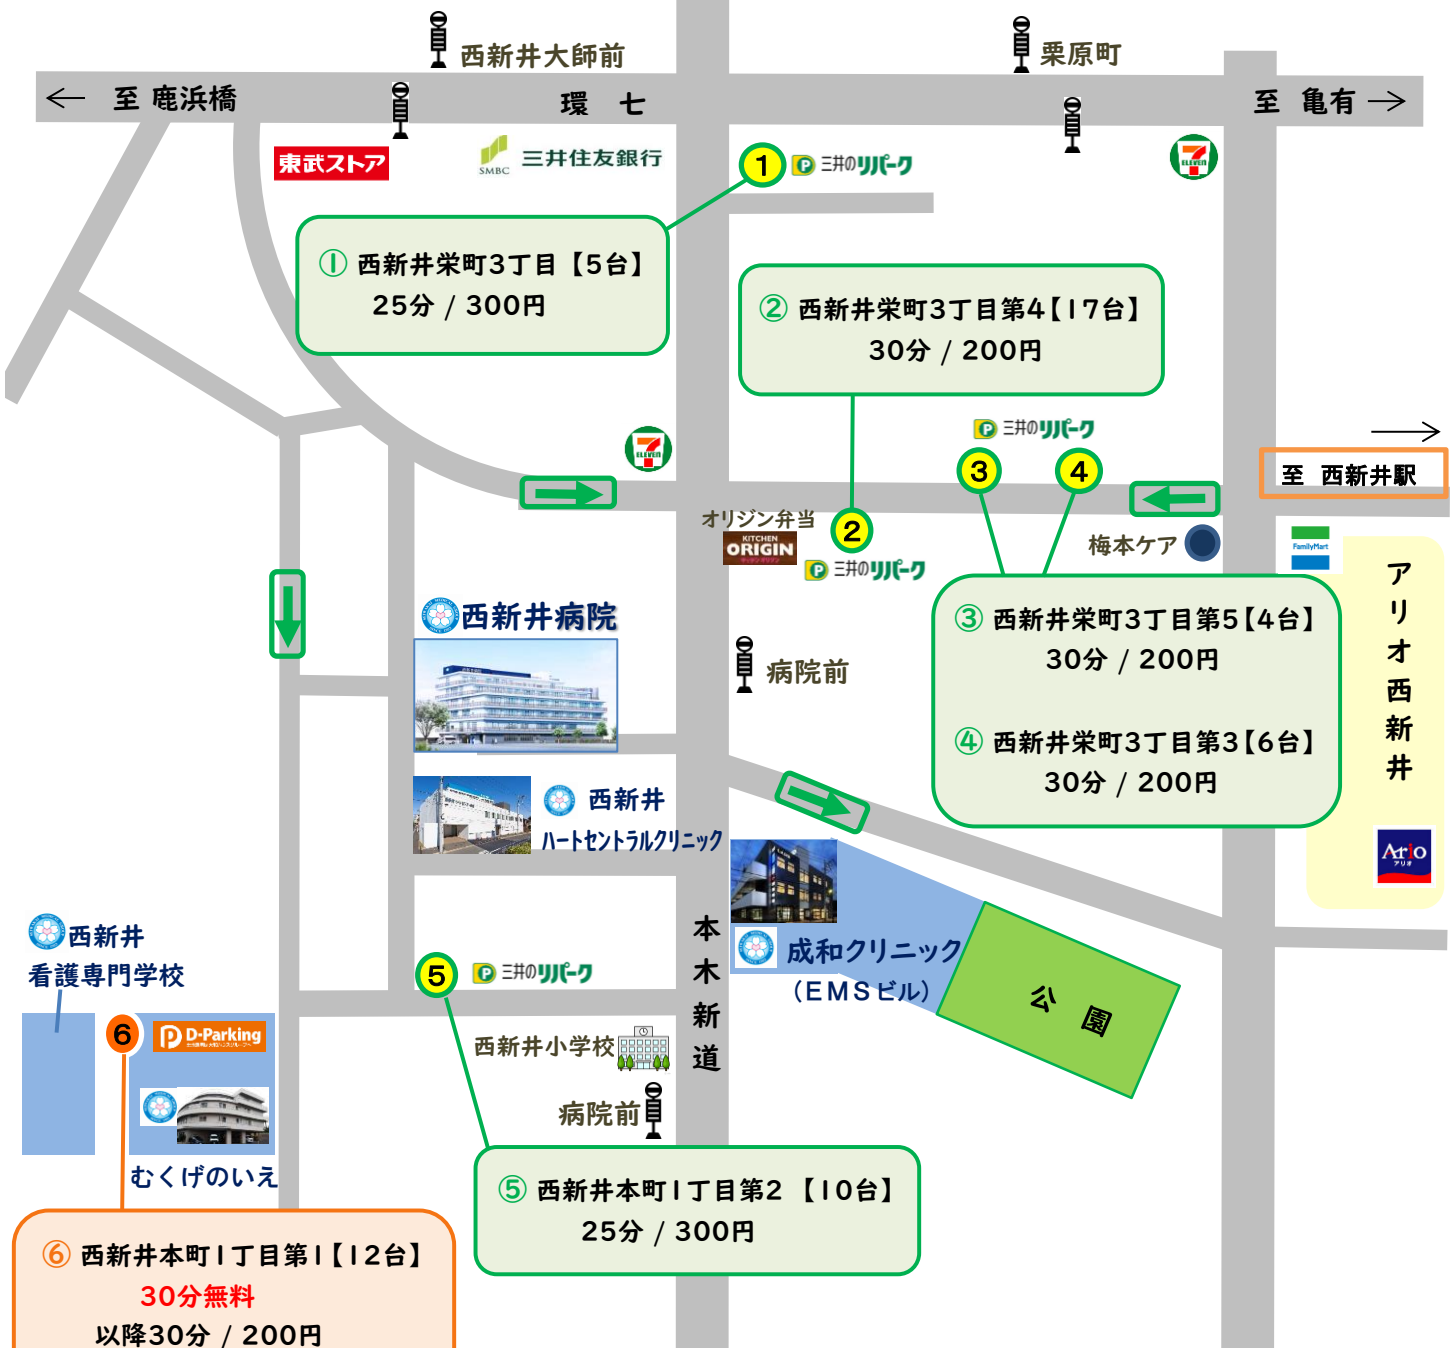 西新井大師前
栗原町
← 至 鹿浜橋
環 七
至 亀有 →
東武ストア
SMBC 三井住友銀行
1
P 三井のリパーク
7 ELEVEN
① 西新井栄町3丁目【5台】
25分 / 300円
② 西新井栄町3丁目第4【17台】
30分 / 200円
P 三井のリパーク
7 ELEVEN
3
4
至 西新井駅
オリジン弁当
KITCHEN
ORIGIN
2
P 三井のリパーク
梅本ケア
FamilyMart
アリオ西新井
西新井病院
③ 西新井栄町3丁目第5【4台】
30分 / 200円
④ 西新井栄町3丁目第3【6台】
30分 / 200円
病院前
西新井
ハートセントラルクリニック
Ario
アリオ
本木新道
西新井
看護専門学校
成和クリニック
（EMSビル）
公園
5
P 三井のリパーク
6
D-Parking
西新井小学校
病院前
むくげのいえ
⑤ 西新井本町1丁目第2 【10台】
25分 / 300円
⑥ 西新井本町1丁目第1【12台】
30分無料
以降30分 / 200円